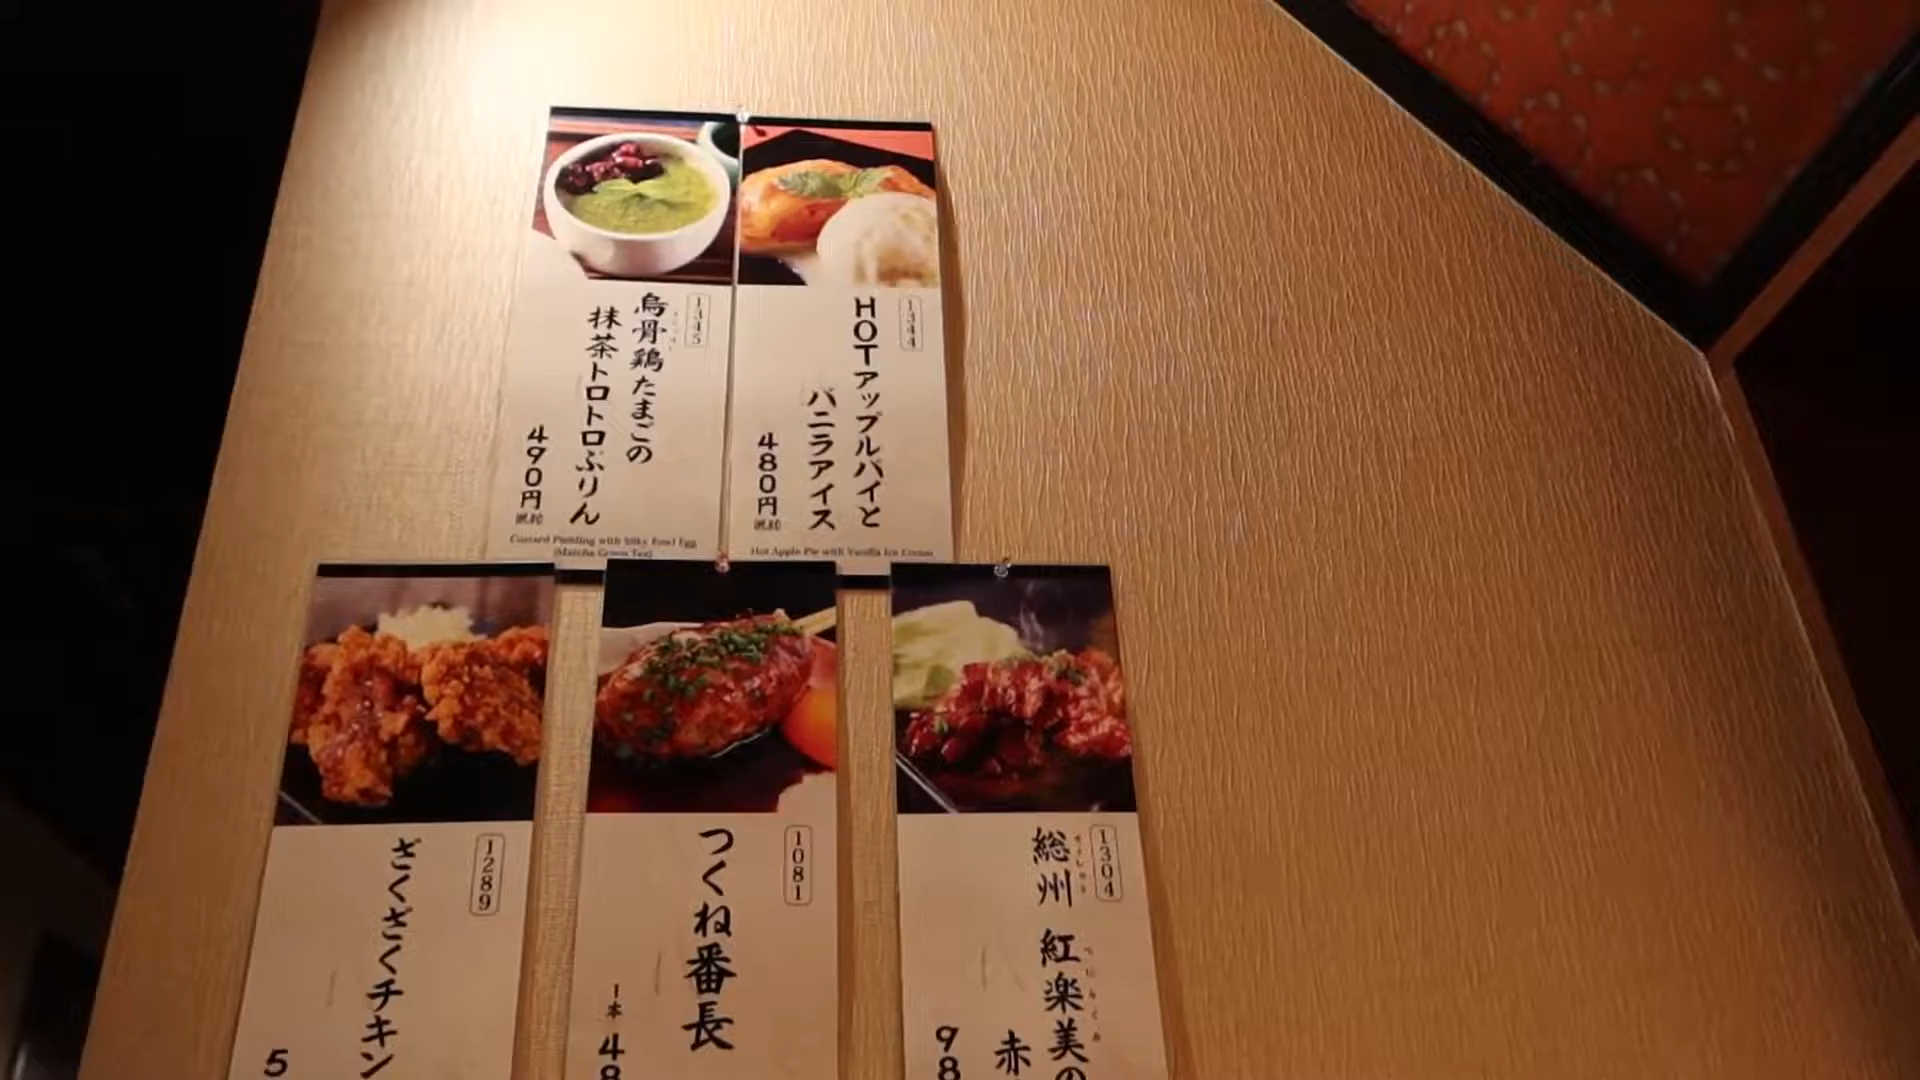 1345
烏骨鶏たまごの
抹茶トロトロぷりん
490円
Custard Pudding with Silky Fowl Egg
(Matcha Green Tea)
1344
HOTアップルパイと
バニラアイス
480円
Hot Apple Pie with Vanilla Ice Cream
1289
ざくざくチキン
5
1081
つくね番長
1本
48
1304
総州 紅楽美の
赤
98